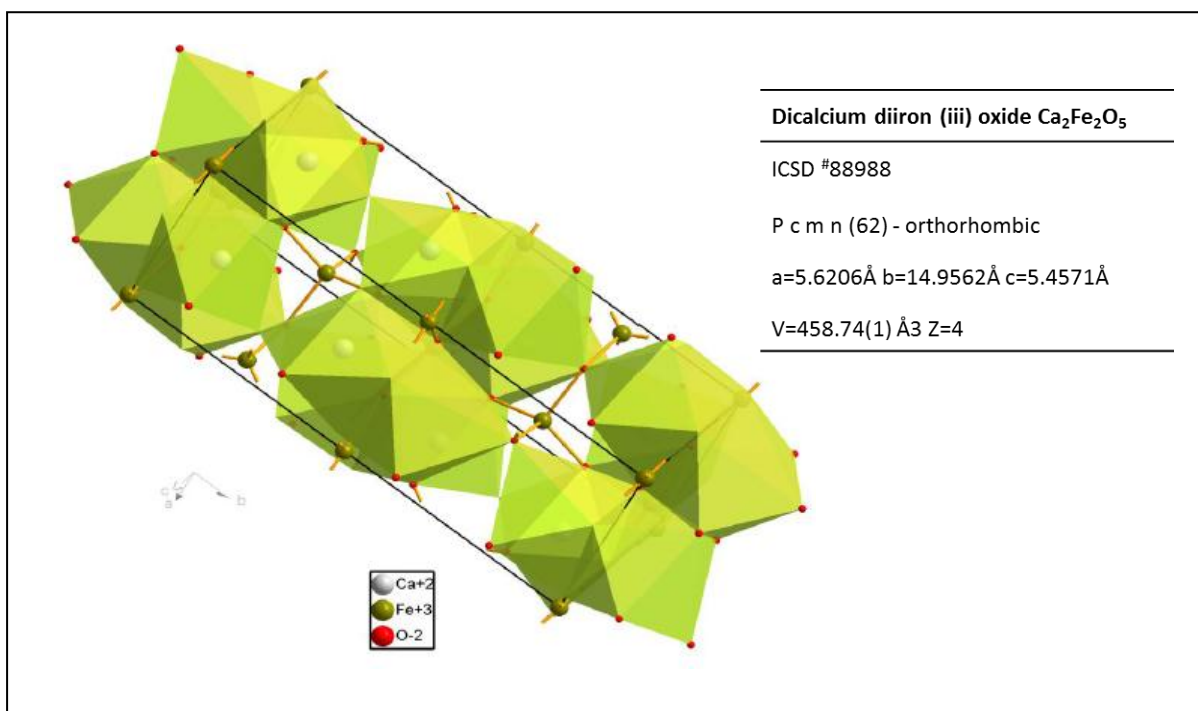 Dicalcium diiron (iii) oxide Ca₂Fe₂O₅
ICSD #88988
P c m n (62) - orthorhombic
a=5.6206Å b=14.9562Å c=5.4571Å
V=458.74(1) Å3 Z=4
c
a
b
Ca+2
Fe+3
O-2